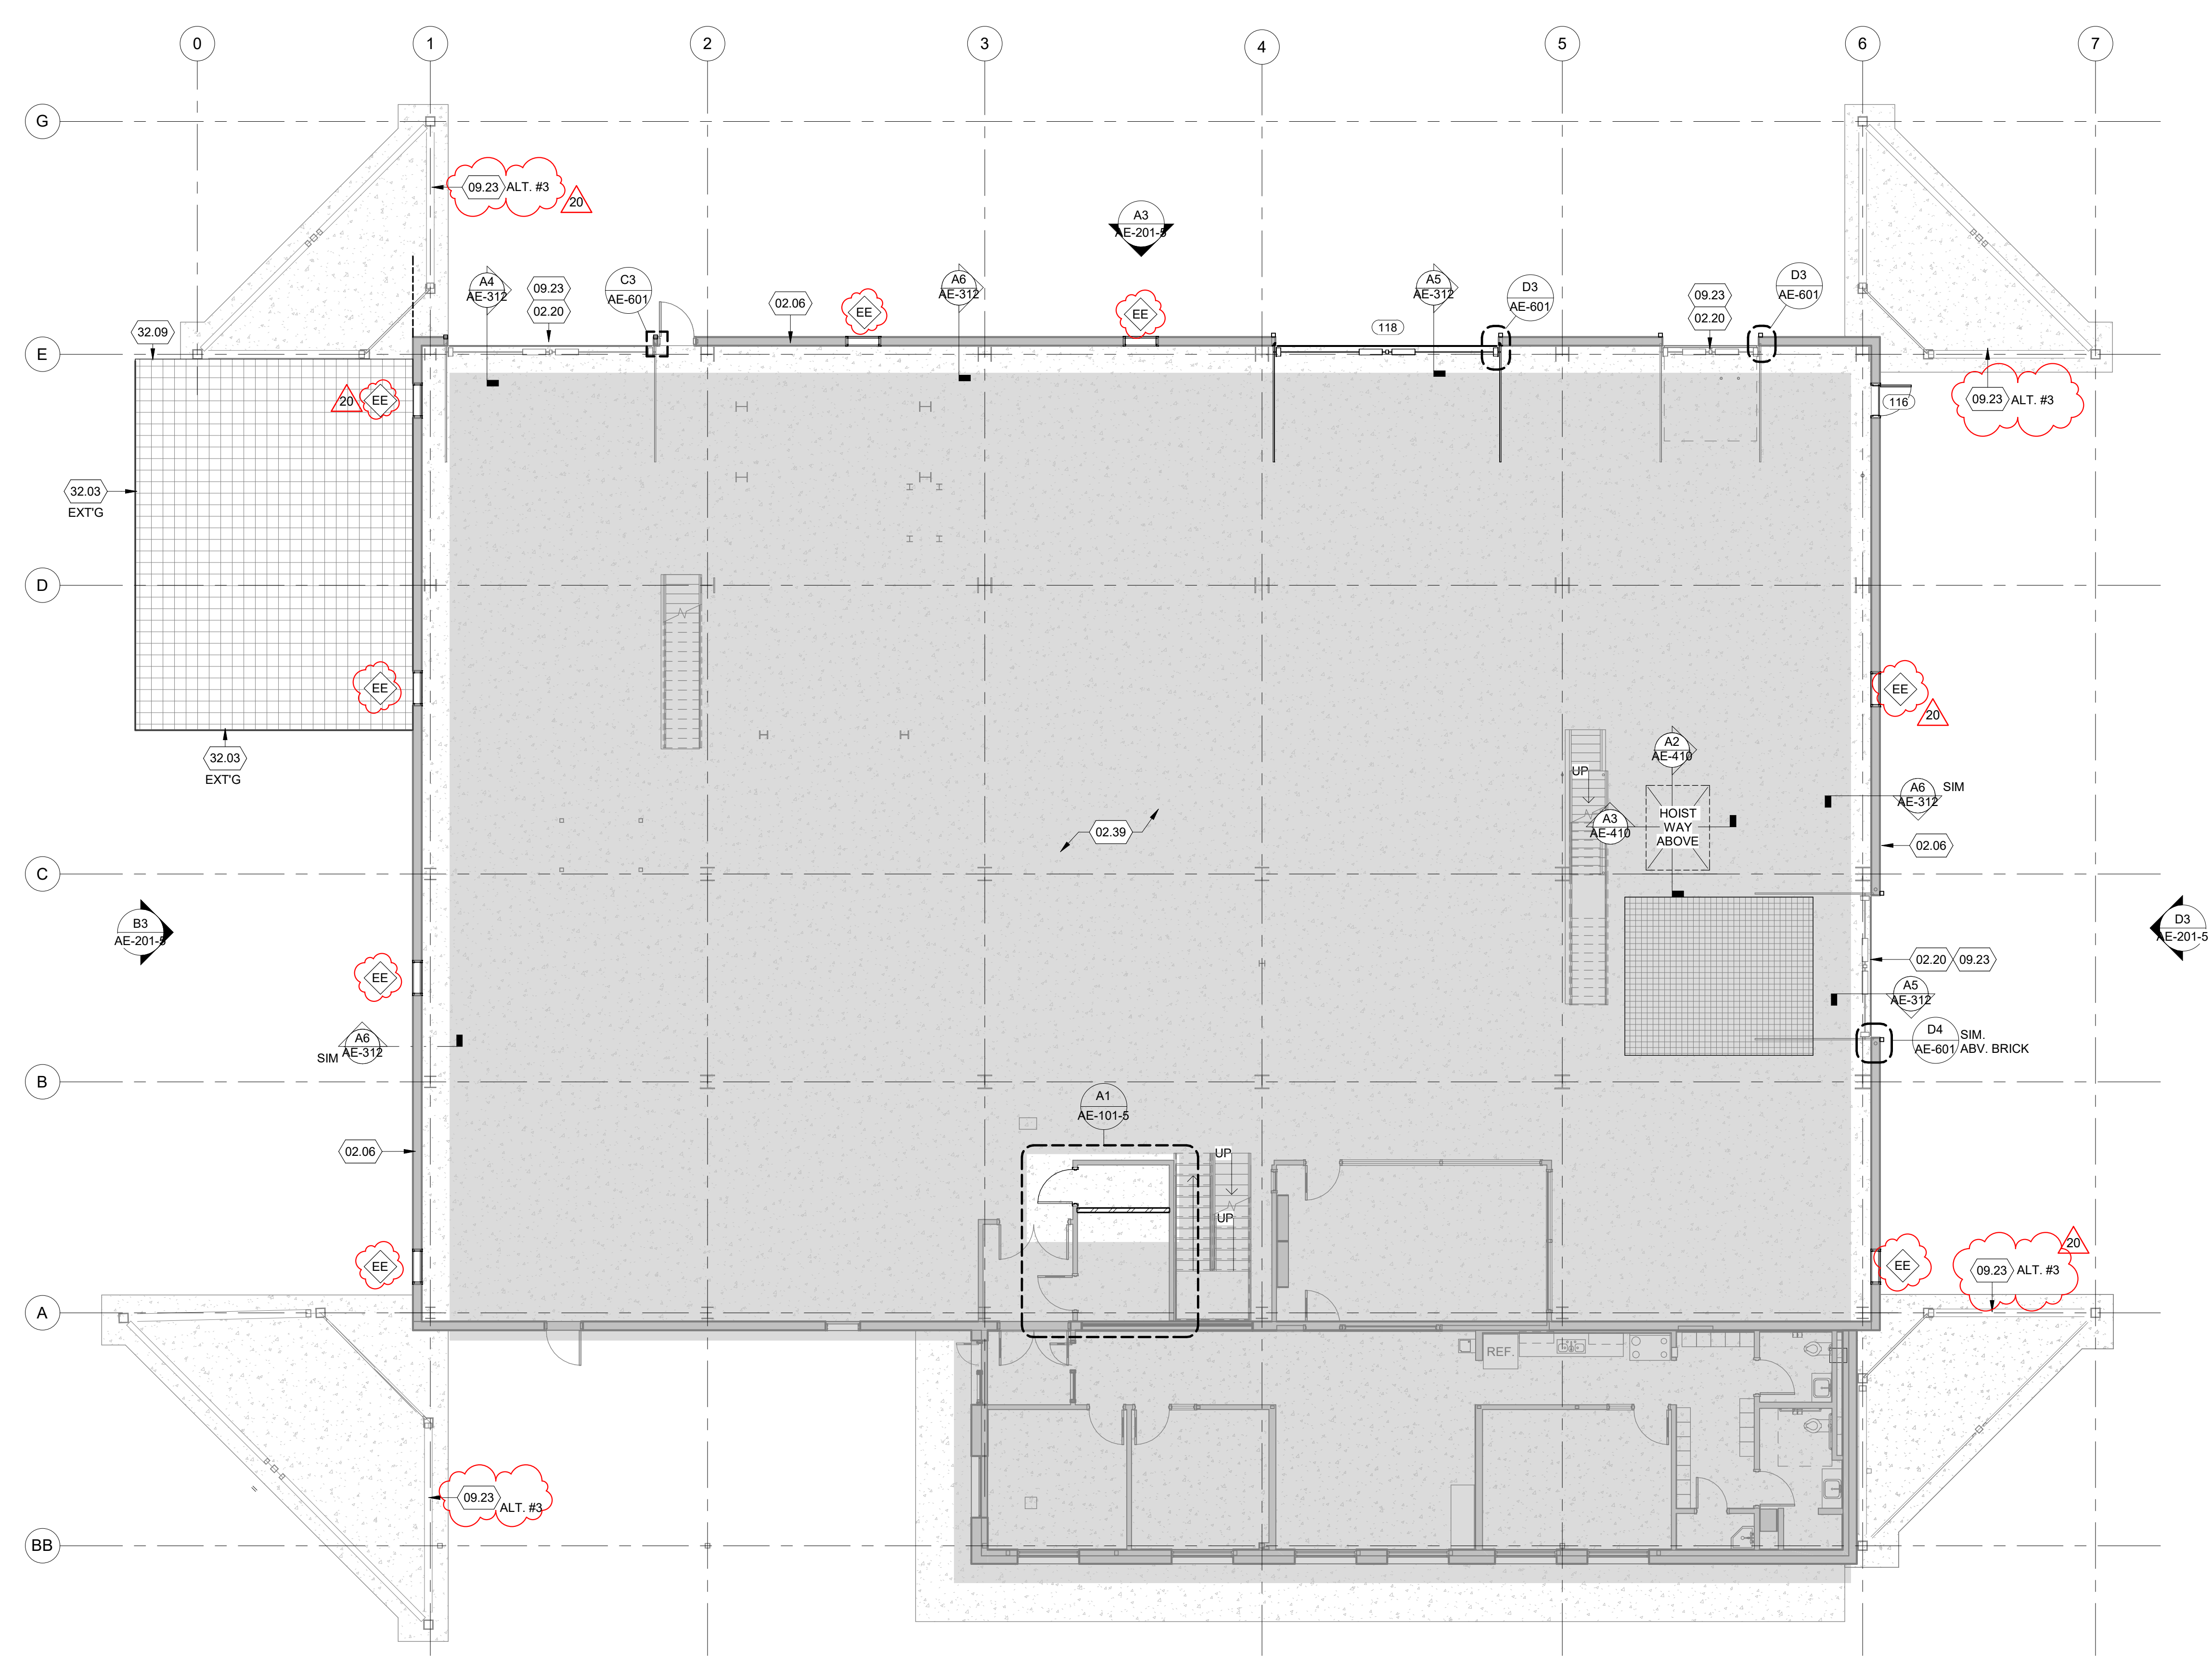 0
1
2
3
4
5
6
7
G
09.23 ALT. #3
20
A3
AE-201-5
A4
AE-312
09.23
02.20
C3
AE-601
02.06
EE
A6
AE-312
EE
118
A5
AE-312
D3
AE-601
09.23
02.20
D3
AE-601
32.09
E
20
EE
116
09.23 ALT. #3
32.03
EXT'G
D
EE
EE
20
32.03
EXT'G
A2
AE-410
UP
A6
AE-312
SIM
A3
AE-410
HOIST
WAY
ABOVE
02.39
02.06
C
B3
AE-201-5
D3
AE-201-5
EE
02.20
09.23
A5
AE-312
A6
AE-312
SIM
D4
AE-601
SIM.
ABV. BRICK
B
A1
AE-101-5
02.06
UP
UP
EE
EE
20
09.23 ALT. #3
A
REF.
09.23
ALT. #3
BB